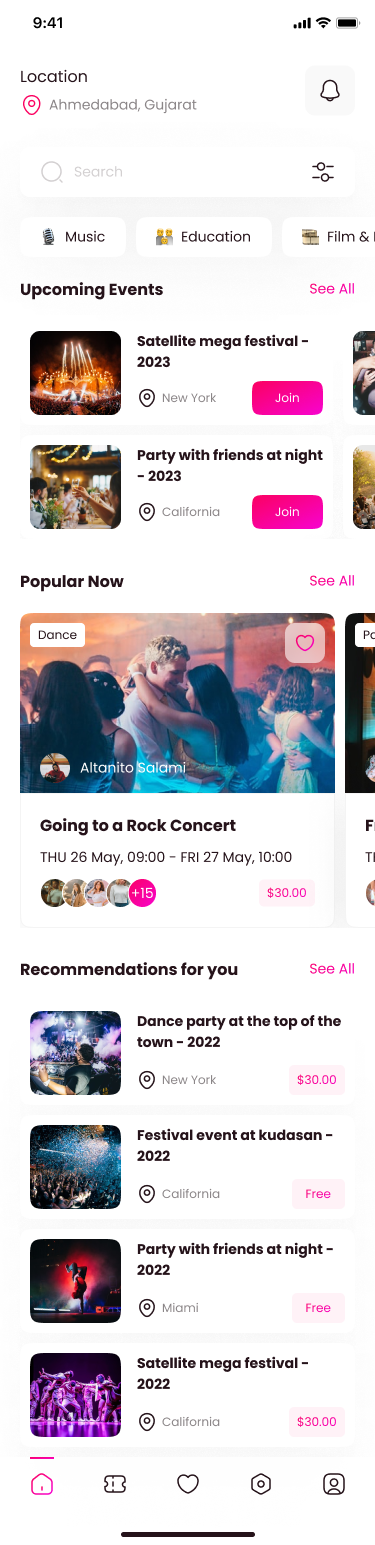 9:41
Location
Ahmedabad, Gujarat
Search
Music
Education
Film &
Upcoming Events
See All
Satellite mega festival -
2023
New York
Join
Party with friends at night
- 2023
California
Join
Popular Now
See All
Dance
Altanito Salami
Going to a Rock Concert
THU 26 May, 09:00 - FRI 27 May, 10:00
+15
$30.00
Recommendations for you
See All
Dance party at the top of the
town - 2022
New York
$30.00
Festival event at kudasan -
2022
California
Free
Party with friends at night -
2022
Miami
Free
Satellite mega festival -
2022
California
$30.00